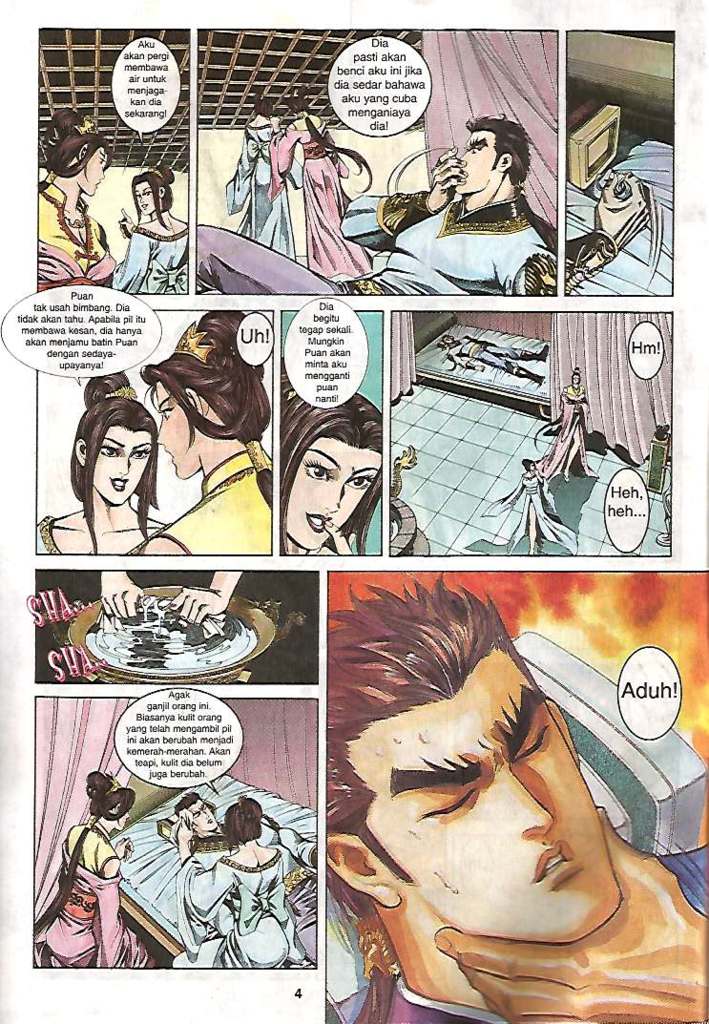 Aku
akan pergi
membawa
air untuk
menjaga-
kan dia
sekarang!
Dia
pasti akan
benci aku ini jika
dia sedar bahawa
aku yang cuba
menganiaya
dia!
Puan
tak usah bimbang. Dia
tidak akan tahu. Apabila pil itu
membawa kesan, dia hanya
akan menjamu batin Puan
dengan sedaya-
upayanya!
Uh!
Dia
begitu
tegap sekali.
Mungkin
Puan akan
minta aku
mengganti
puan
nanti!
Hm!
Heh,
heh...
SHA...
SHA..
Agak
ganjil orang ini.
Biasanya kulit orang
yang telah mengambil pil
ini akan berubah menjadi
kemerah-merahan. Akan
teapi, kulit dia belum
juga berubah.
Aduh!
4